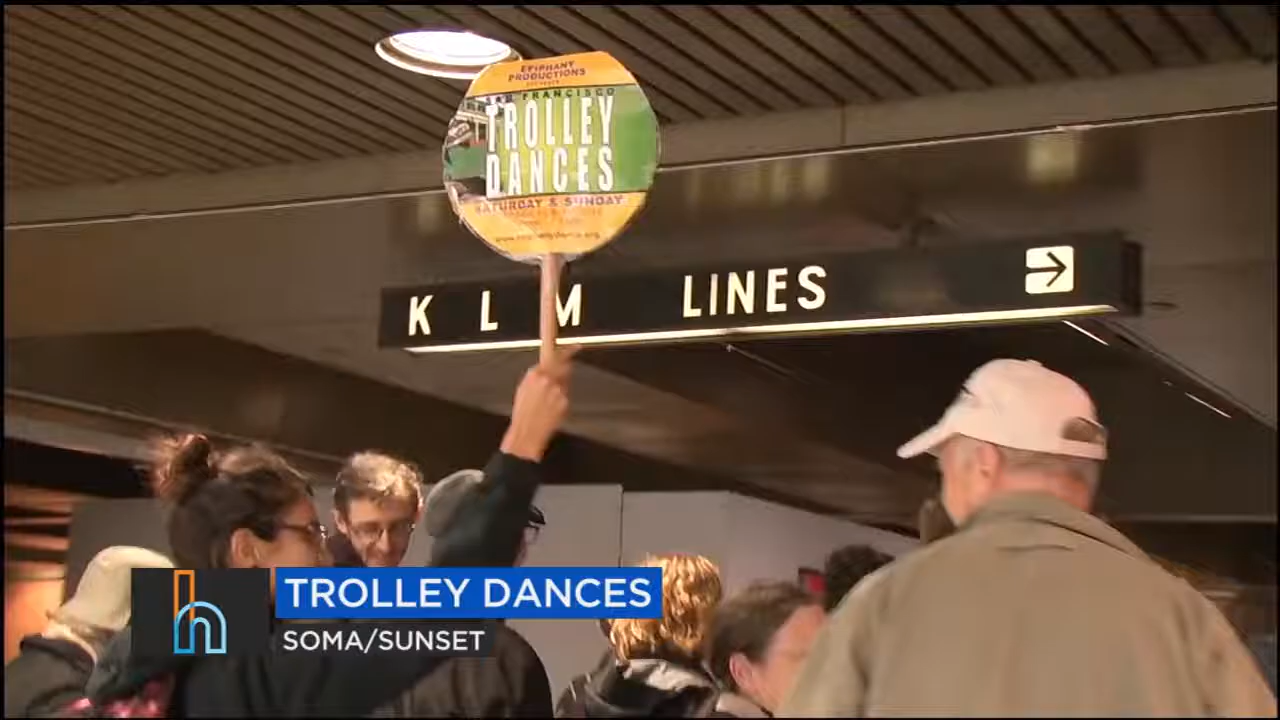 EPIPHANY PRODUCTIONS
SAN FRANCISCO
TROLLEY
DANCES
SATURDAY & SUNDAY
K L M LINES
h
TROLLEY DANCES
SOMA/SUNSET